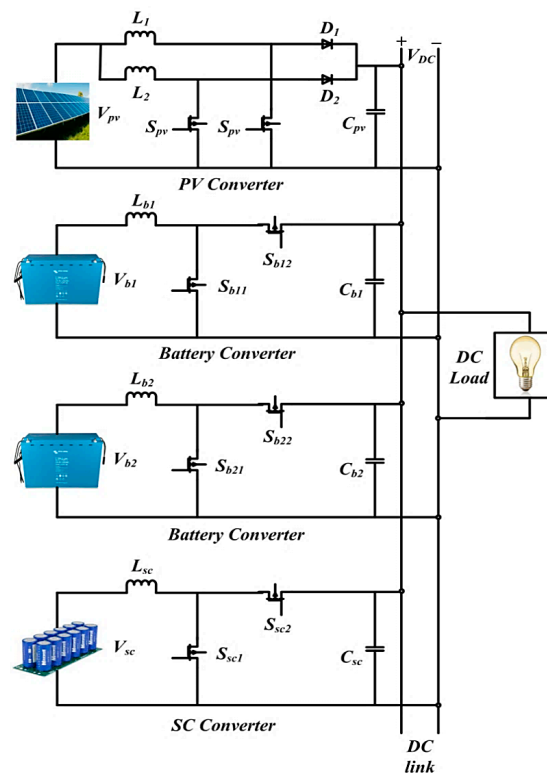 L1
+ −
D1
VDC
L2
D2
Vpv
Spv
Spv
Cpv
PV Converter
Lb1
Sb12
Vb1
Sb11
Cb1
Battery Converter
DC
Load
Lb2
Sb22
Vb2
Sb21
Cb2
Battery Converter
Lsc
Ssc2
Vsc
Ssc1
Csc
SC Converter
DC
link